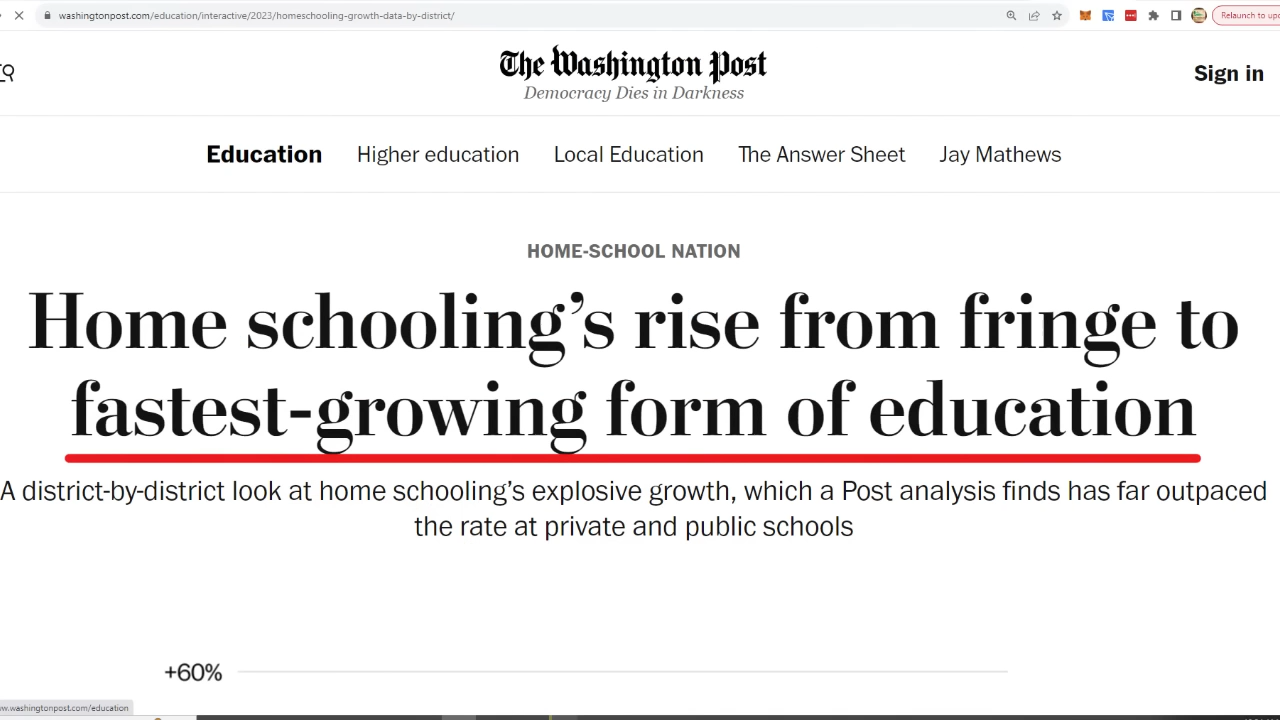 washingtonpost.com/education/interactive/2023/homeschooling-growth-data-by-district/
The Washington Post
Democracy Dies in Darkness
Sign in
Education Higher education Local Education The Answer Sheet Jay Mathews
HOME-SCHOOL NATION
Home schooling’s rise from fringe to
fastest-growing form of education
A district-by-district look at home schooling’s explosive growth, which a Post analysis finds has far outpaced
the rate at private and public schools
+60%
w.washingtonpost.com/education